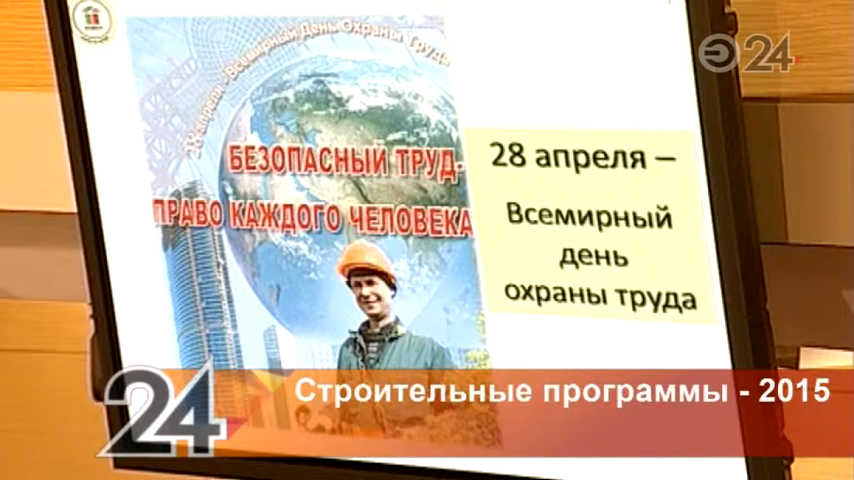 Э24
28 апреля - Всемирный День Охраны Труда
БЕЗОПАСНЫЙ ТРУД-
ПРАВО КАЖДОГО ЧЕЛОВЕКА
28 апреля –
Всемирный
день
охраны труда
Строительные программы - 2015
24